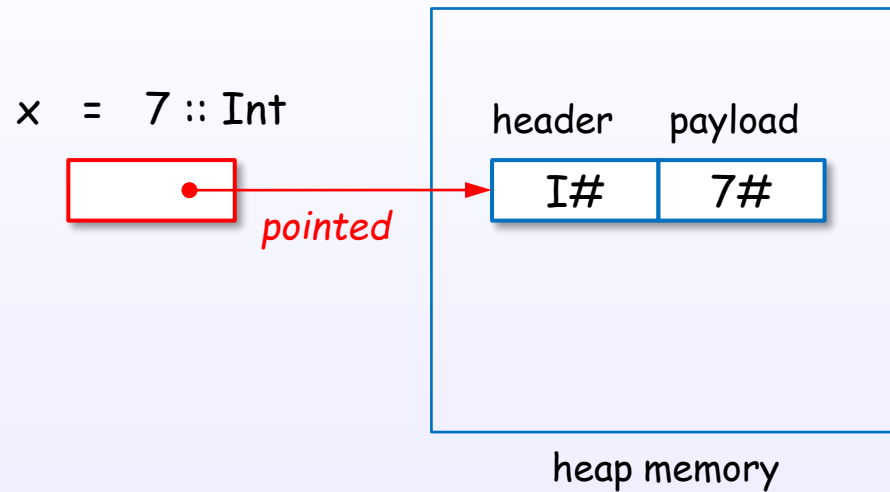 x = 7 :: Int
header payload
I# 7#
pointed
heap memory